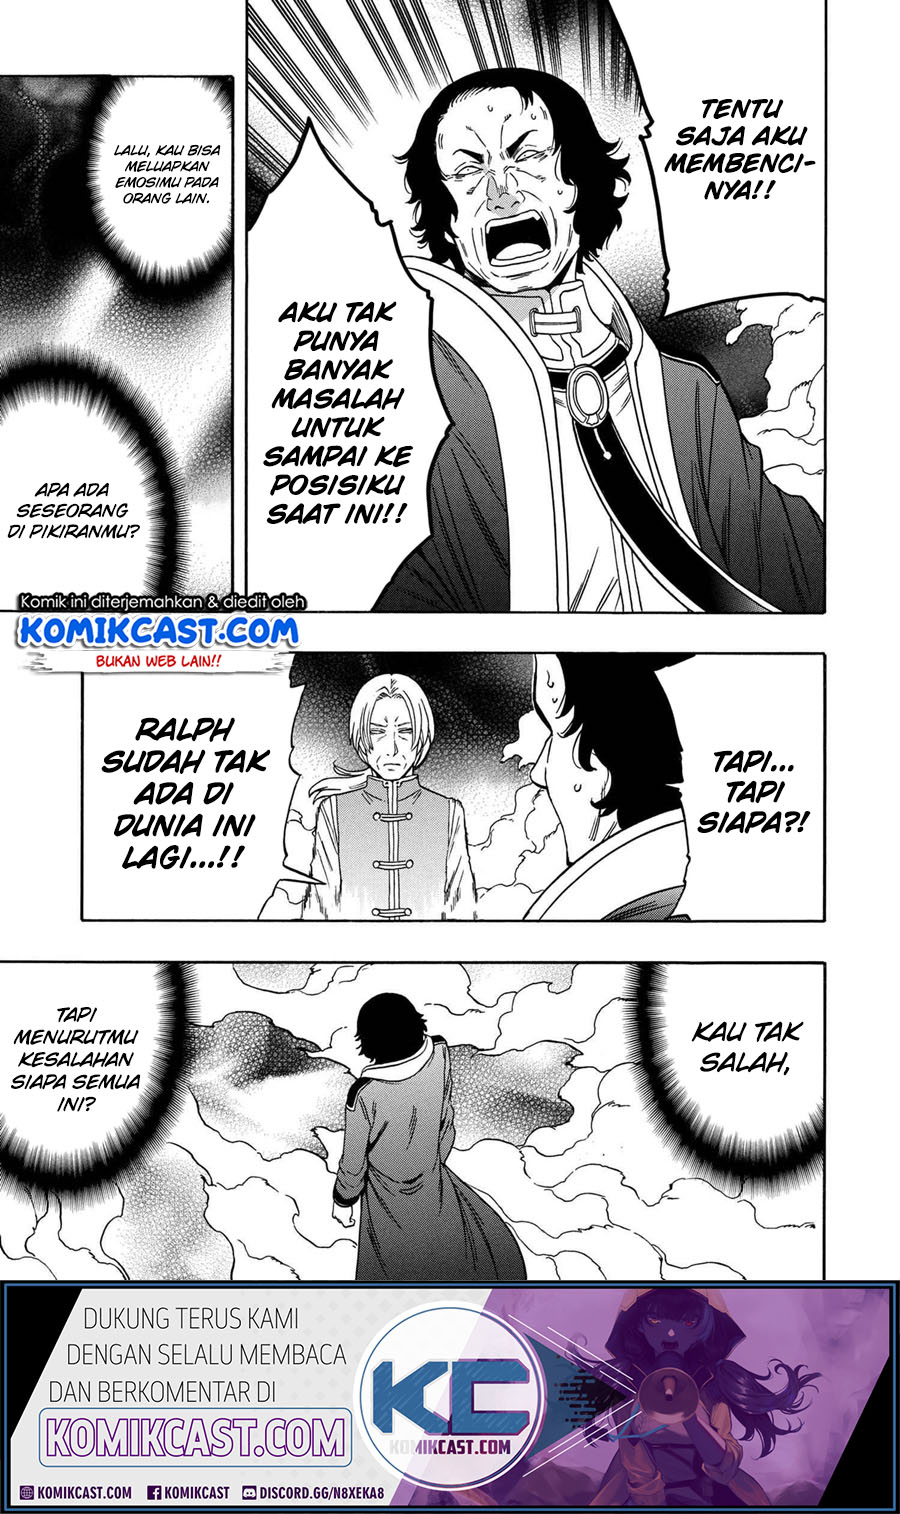 TENTU
SAJA AKU
MEMBENCI-
NYA!!
AKU TAK
PUNYA
BANYAK
MASALAH
UNTUK
SAMPAI KE
POSISIKU
SAAT INI!!
LALU, KAU BISA
MELUAPKAN
EMOSIMU PADA
ORANG LAIN.
APA ADA
SESEORANG
DI PIKIRANMU?
Komik ini diterjemahkan & diedit oleh
KOMIKCAST.COM
BUKAN WEB LAIN!!
TAPI...
TAPI
SIAPA?!
RALPH
SUDAH TAK
ADA DI
DUNIA INI
LAGI...!!
KAU TAK
SALAH,
TAPI
MENURUTMU
KESALAHAN
SIAPA SEMUA
INI?
DUKUNG TERUS KAMI
DENGAN SELALU MEMBACA
DAN BERKOMENTAR DI
KOMIKCAST.COM
KC
KOMIKCAST.COM
KOMIKCAST.COM KOMIKCAST DISCORD.GG/N8XEKA8